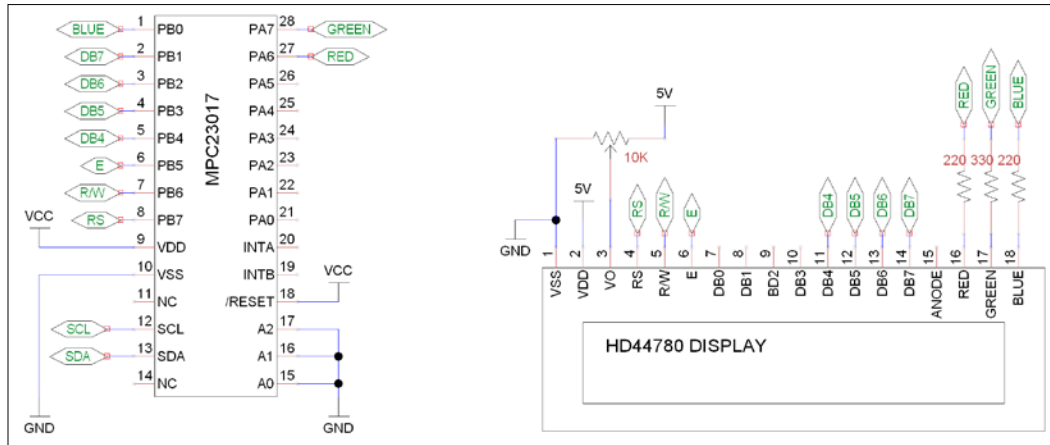 BLUE 1 PB0 PA7 28 GREEN
DB7 2 PB1 PA6 27 RED
DB6 3 PB2 PA5 26
DB5 4 PB3 PA4 25
DB4 5 PB4 PA3 24
E 6 PB5 PA2 23
R/W 7 PB6 PA1 22
RS 8 PB7 PA0 21
VCC 9 VDD INTA 20
10 VSS INTB 19
11 NC /RESET 18 VCC
SCL 12 SCL A2 17
SDA 13 SDA A1 16
14 NC A0 15
GND GND
MPC23017
5V
10K
5V
GND
RED GREEN BLUE
220 330 220
RS R/W E DB4 DB5 DB6 DB7
1 2 3 4 5 6 7 8 9 10 11 12 13 14 15 16 17 18
VSS VDD VO RS R/W E DB0 DB1 BD2 DB3 DB4 DB5 DB6 DB7 ANODE RED GREEN BLUE
HD44780 DISPLAY